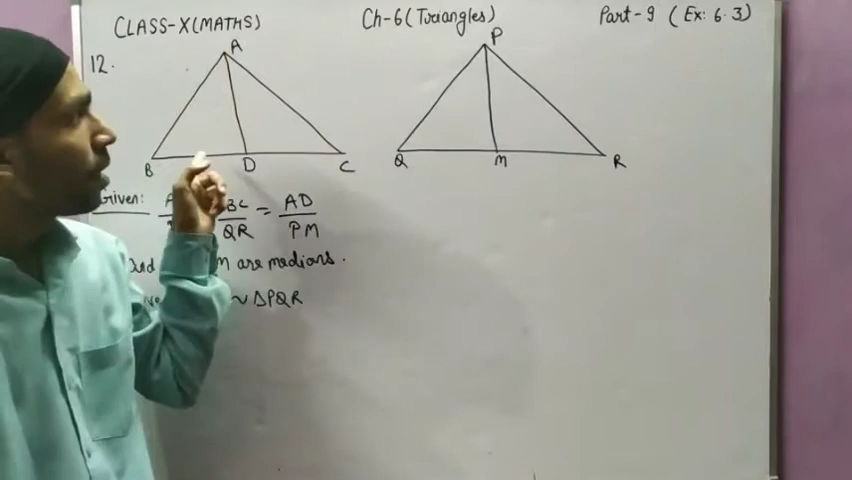 CLASS-X(MATHS) Ch-6(Triangles) Part-9 (Ex: 6.3)
12.
A P
B D C Q M R
Given: BC/QR = AD/PM
and are medians.
~ ΔPQR